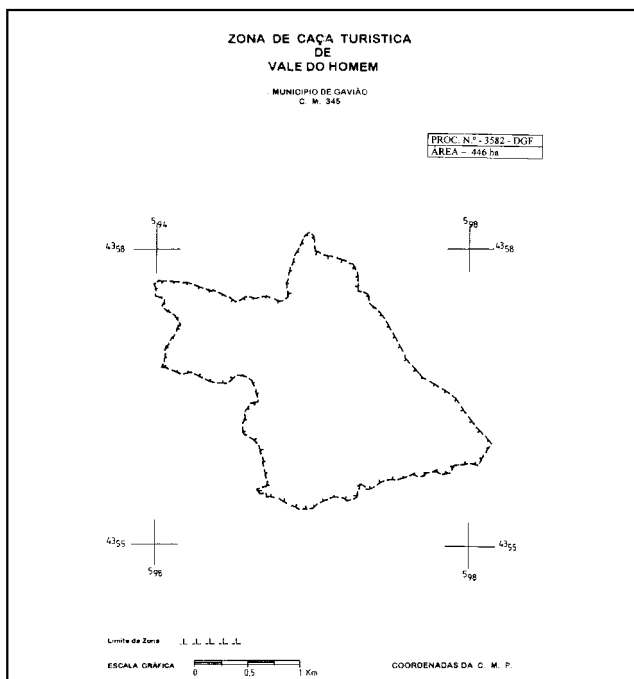 ZONA DE CAÇA TURISTICA
DE
VALE DO HOMEM
MUNICIPIO DE GAVIÃO
C. M. 345
PROC. N.º - 3582 - DGF
ÁREA - 446 ha
594
598
4358
4358
4355
4355
598
598
Limite da Zona
ESCALA GRÁFICA
0 0,5 1 Km
COORDENADAS DA C. M. P.